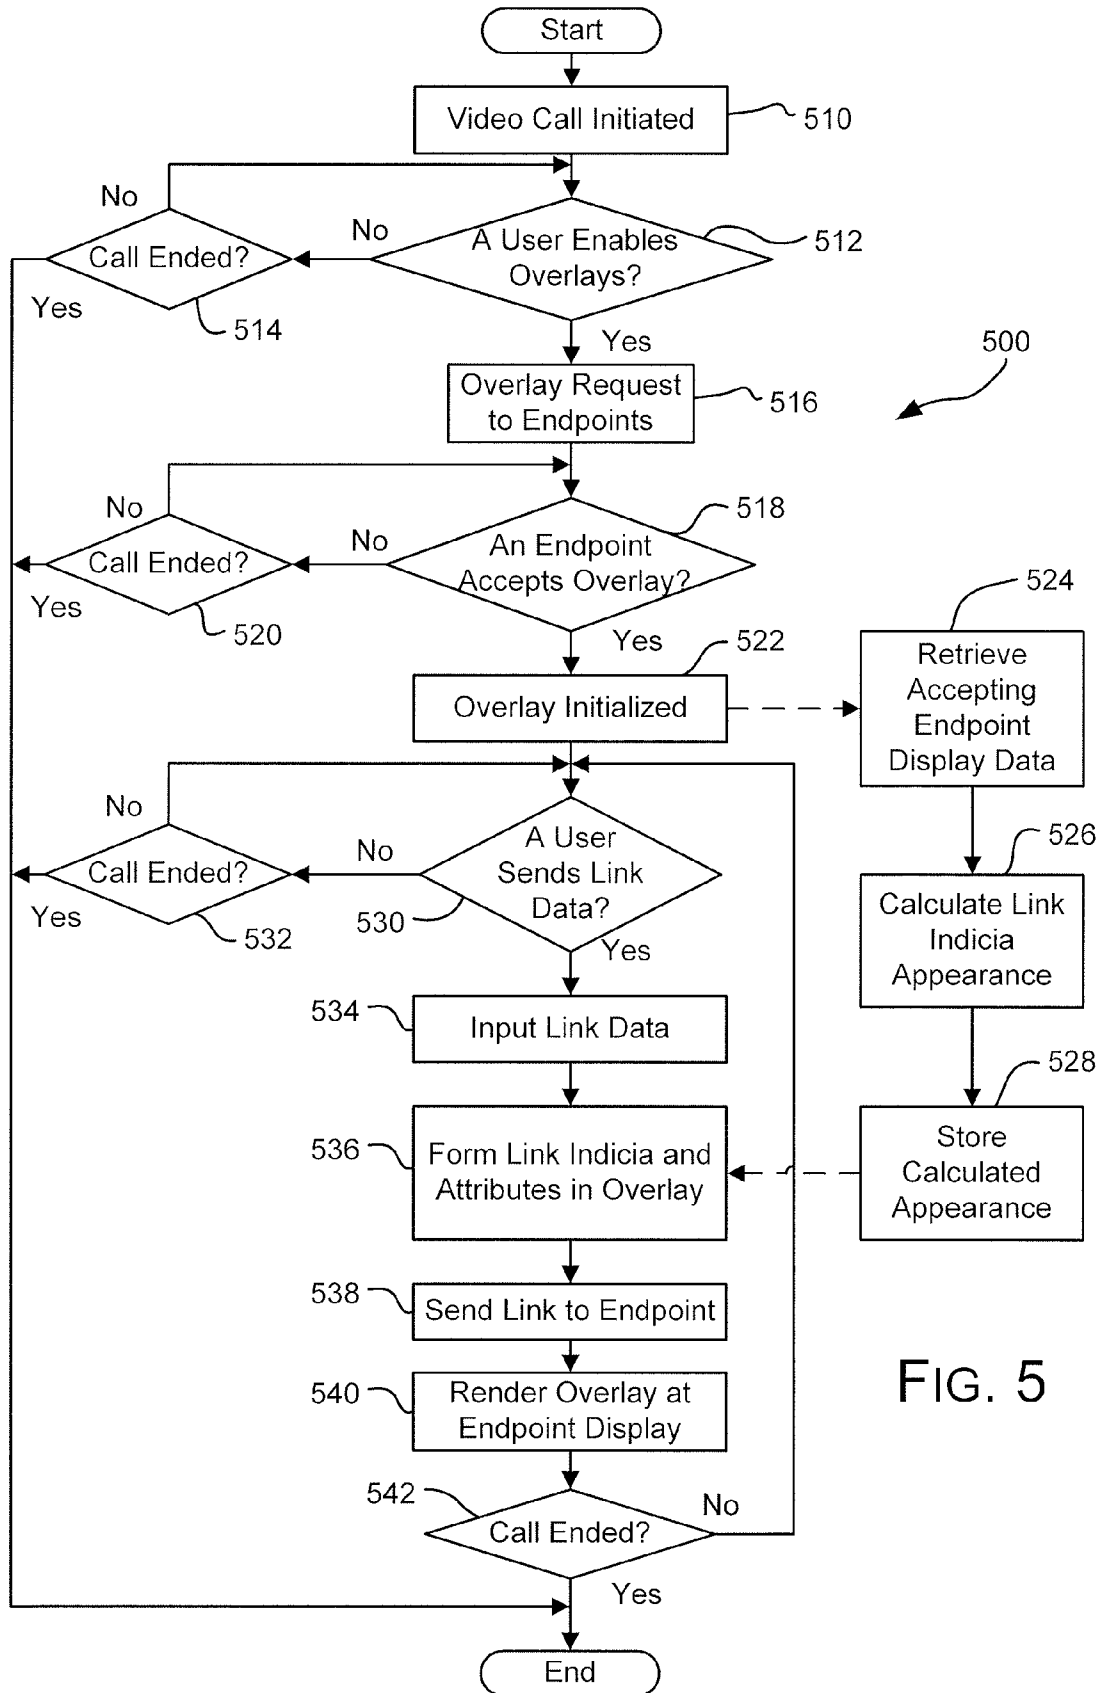 Start
Video Call Initiated
510
No
Call Ended?
No
A User Enables
Overlays?
512
Yes
514
Yes
500
Overlay Request
to Endpoints
516
No
Call Ended?
No
An Endpoint
Accepts Overlay?
518
Yes
520
Yes
522
524
Overlay Initialized
Retrieve
Accepting
Endpoint
Display Data
No
Call Ended?
No
A User
Sends Link
Data?
526
Yes
532
530
Yes
Calculate Link
Indicia
Appearance
534
Input Link Data
528
536
Form Link Indicia and
Attributes in Overlay
Store
Calculated
Appearance
538
Send Link to Endpoint
540
Render Overlay at
Endpoint Display
FIG. 5
542
Call Ended?
No
Yes
End